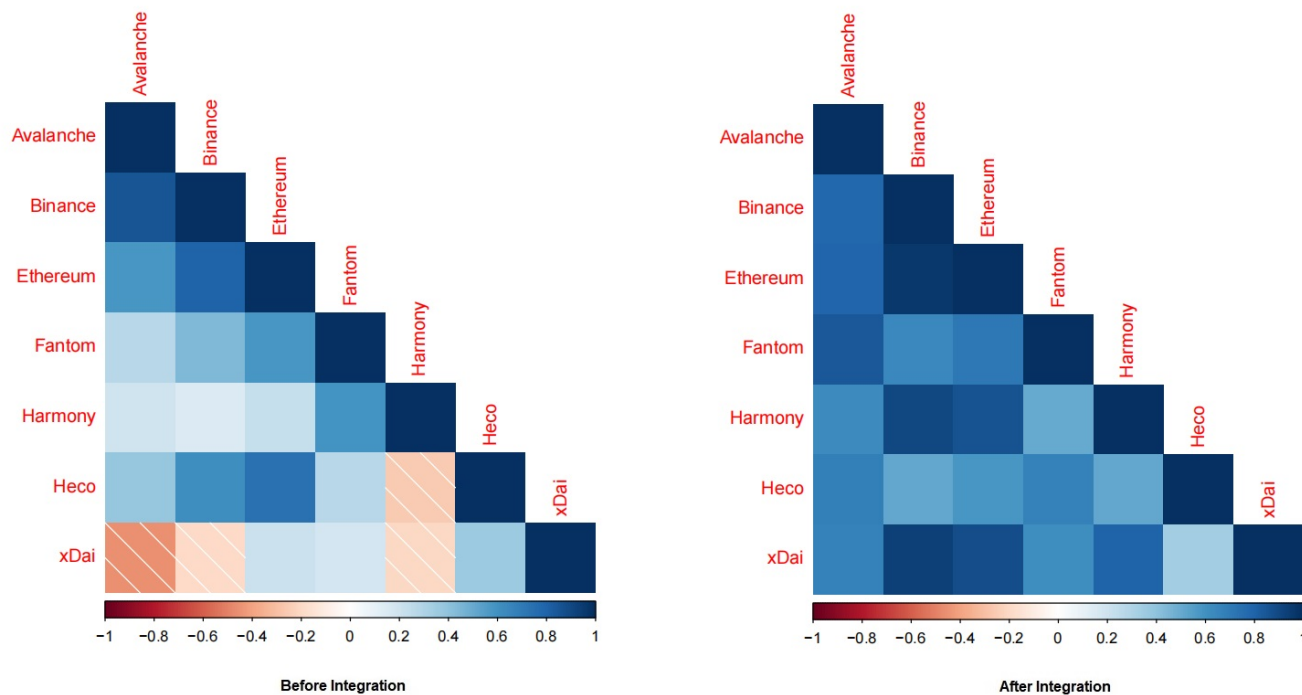 Avalanche
Binance
Ethereum
Fantom
Harmony
Heco
xDai
Avalanche
Binance
Ethereum
Fantom
Harmony
Heco
xDai
−1 −0.8 −0.6 −0.4 −0.2 0 0.2 0.4 0.6 0.8 1
Before Integration
Avalanche
Binance
Ethereum
Fantom
Harmony
Heco
xDai
Avalanche
Binance
Ethereum
Fantom
Harmony
Heco
xDai
−1 −0.8 −0.6 −0.4 −0.2 0 0.2 0.4 0.6 0.8 1
After Integration